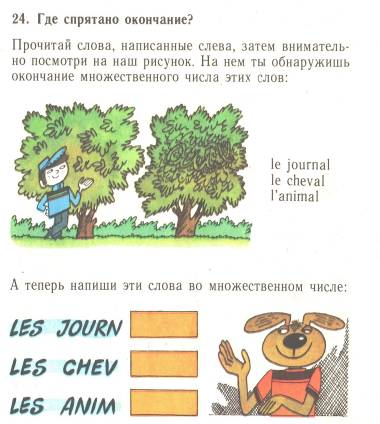 24. Где спрятано окончание?
Прочитай слова, написанные слева, затем вниматель-
но посмотри на наш рисунок. На нем ты обнаружишь
окончание множественного числа этих слов:
le journal
le cheval
l'animal
А теперь напиши эти слова во множественном числе:
LES JOURN
LES CHEV
LES ANIM